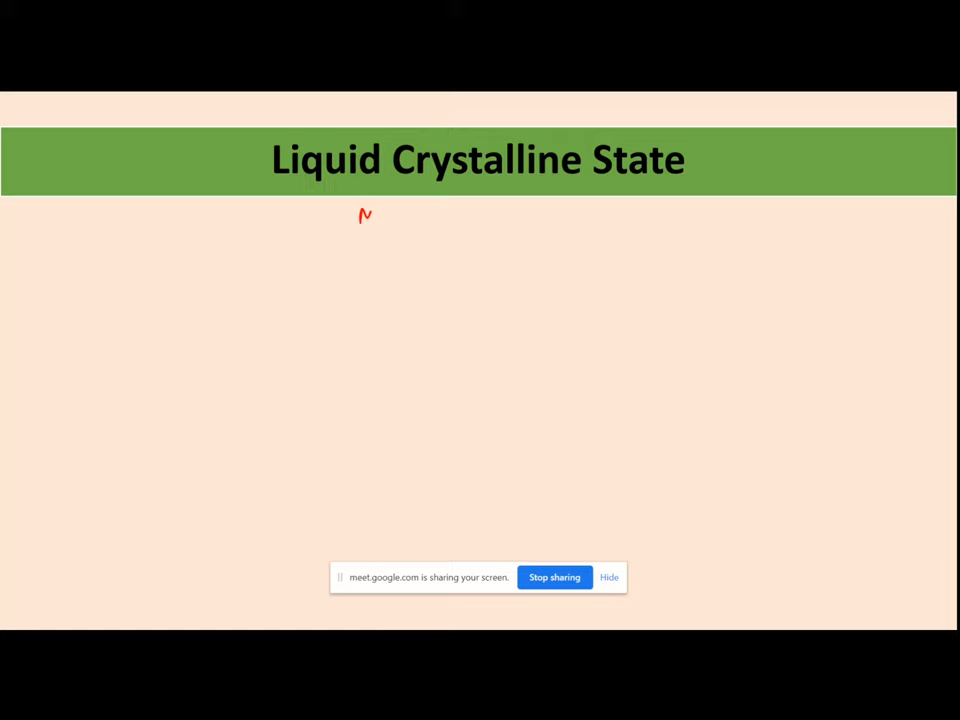 Liquid Crystalline State
meet.google.com is sharing your screen. Stop sharing Hide